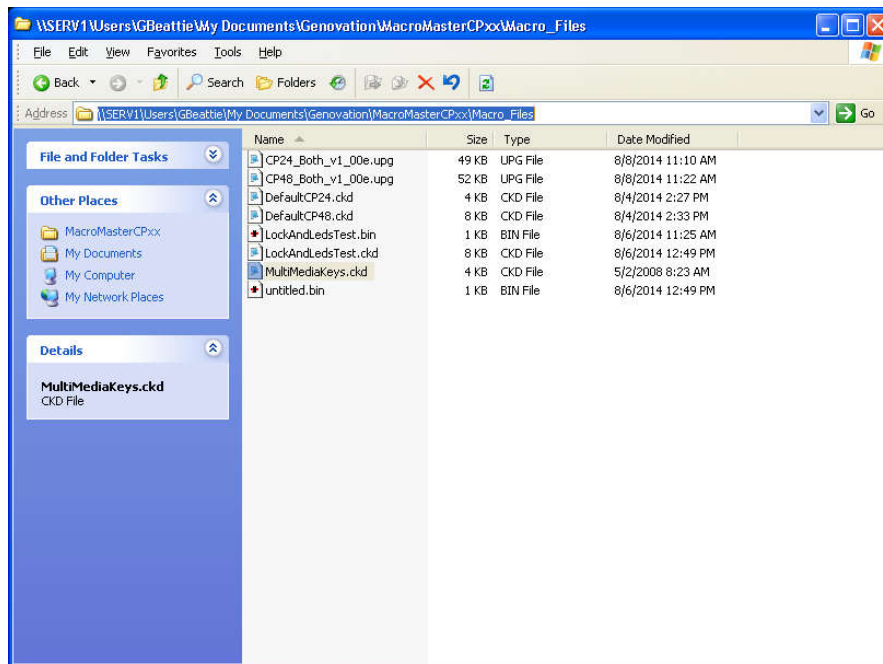 \\SERV1\Users\GBeattie\My Documents\Genovation\MacroMasterCPxx\Macro_Files
File Edit View Favorites Tools Help
Back Search Folders
Address \\SERV1\Users\GBeattie\My Documents\Genovation\MacroMasterCPxx\Macro_Files Go
File and Folder Tasks
Other Places
MacroMasterCPxx
My Documents
My Computer
My Network Places
Details
MultiMediaKeys.ckd
CKD File
Name Size Type Date Modified
CP24_Both_v1_00e.upg 49 KB UPG File 8/8/2014 11:10 AM
CP48_Both_v1_00e.upg 52 KB UPG File 8/8/2014 11:22 AM
DefaultCP24.ckd 4 KB CKD File 8/4/2014 2:27 PM
DefaultCP48.ckd 8 KB CKD File 8/4/2014 2:33 PM
LockAndLedsTest.bin 1 KB BIN File 8/6/2014 11:25 AM
LockAndLedsTest.ckd 8 KB CKD File 8/6/2014 12:49 PM
MultiMediaKeys.ckd 4 KB CKD File 5/2/2008 8:23 AM
untitled.bin 1 KB BIN File 8/6/2014 12:49 PM